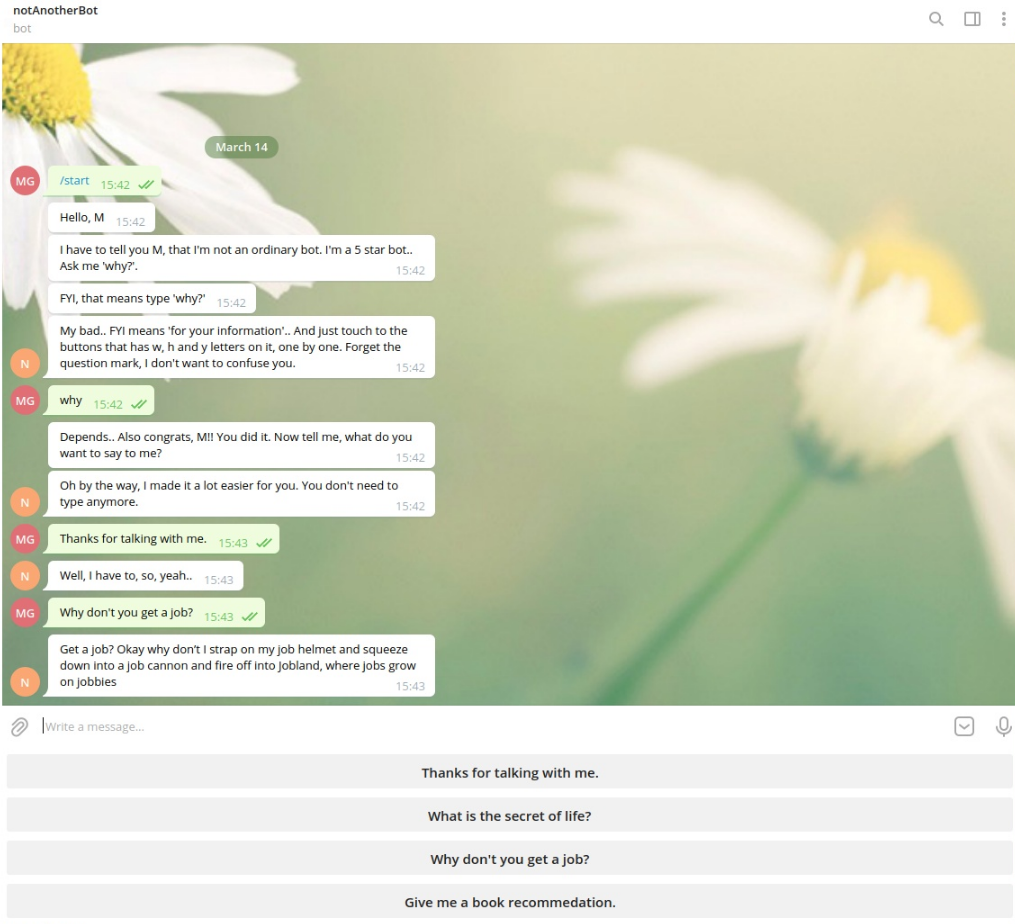 notAnotherBot
bot
March 14
MG
/start 15:42
Hello, M 15:42
I have to tell you M, that I'm not an ordinary bot. I'm a 5 star bot..
Ask me 'why?'. 15:42
FYI, that means type 'why?' 15:42
My bad.. FYI means 'for your information'.. And just touch to the
buttons that has w, h and y letters on it, one by one. Forget the
question mark, I don't want to confuse you. 15:42
N
MG
why 15:42
Depends.. Also congrats, M!! You did it. Now tell me, what do you
want to say to me? 15:42
Oh by the way, I made it a lot easier for you. You don't need to
type anymore. 15:42
N
MG
Thanks for talking with me. 15:43
N
Well, I have to, so, yeah.. 15:43
MG
Why don't you get a job? 15:43
Get a job? Okay why don't I strap on my job helmet and squeeze
down into a job cannon and fire off into Jobland, where jobs grow
on jobbies 15:43
N
Write a message...
Thanks for talking with me.
What is the secret of life?
Why don't you get a job?
Give me a book recommedation.